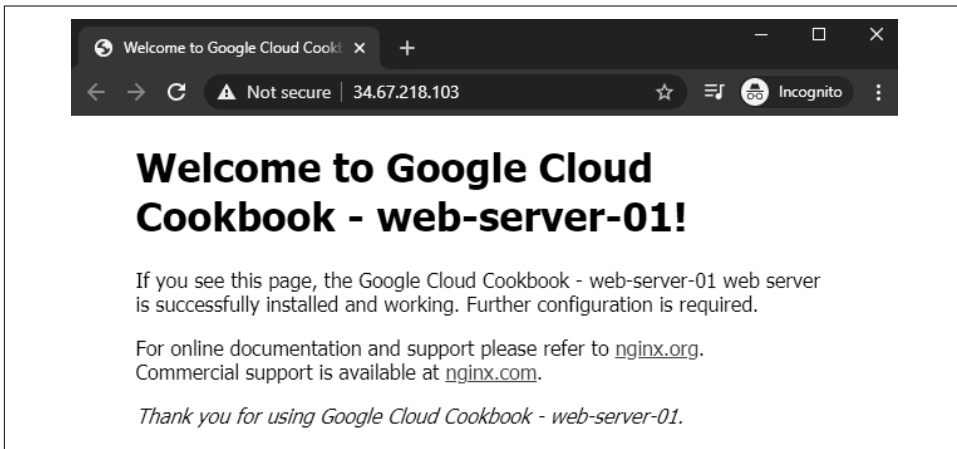 Welcome to Google Cloud Cookb
Not secure | 34.67.218.103
Incognito
Welcome to Google Cloud
Cookbook - web-server-01!
If you see this page, the Google Cloud Cookbook - web-server-01 web server
is successfully installed and working. Further configuration is required.
For online documentation and support please refer to nginx.org.
Commercial support is available at nginx.com.
Thank you for using Google Cloud Cookbook - web-server-01.